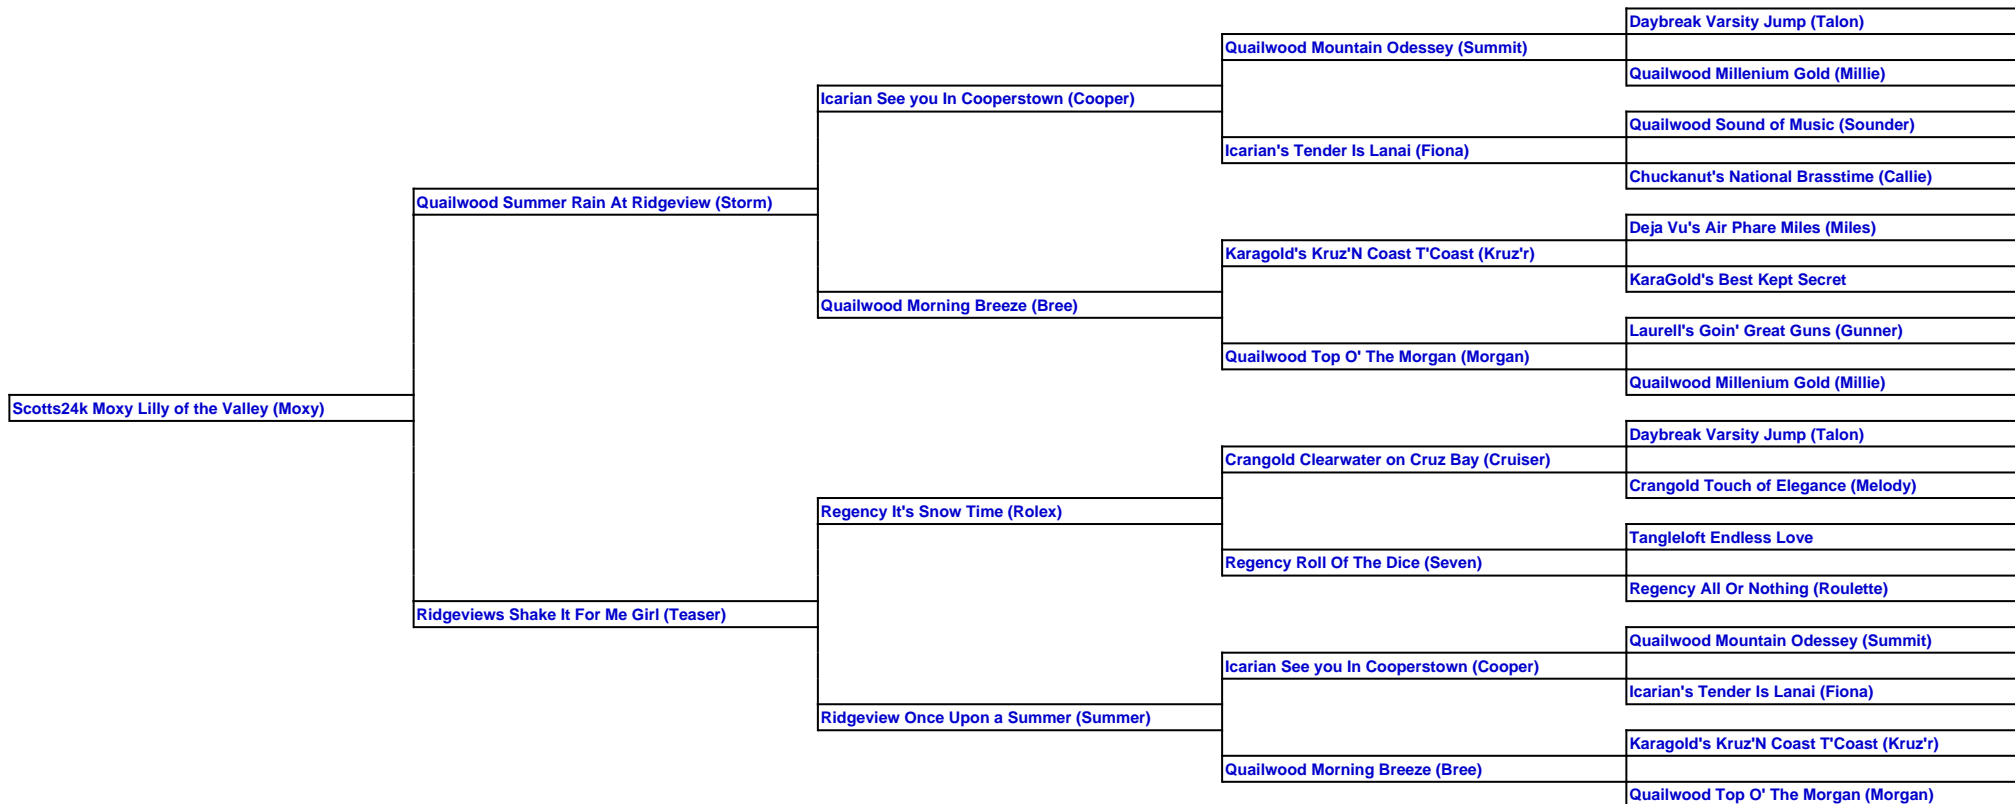 Daybreak Varsity Jump (Talon)
Quailwood Mountain Odessey (Summit)
Quailwood Millenium Gold (Millie)
Icarian See you In Cooperstown (Cooper)
Quailwood Sound of Music (Sounder)
Icarian's Tender Is Lanai (Fiona)
Chuckanut's National Brasstime (Callie)
Quailwood Summer Rain At Ridgeview (Storm)
Deja Vu's Air Phare Miles (Miles)
Karagold's Kruz'N Coast T'Coast (Kruz'r)
KaraGold's Best Kept Secret
Quailwood Morning Breeze (Bree)
Laurell's Goin' Great Guns (Gunner)
Quailwood Top O' The Morgan (Morgan)
Quailwood Millenium Gold (Millie)
Scotts24k Moxy Lilly of the Valley (Moxy)
Daybreak Varsity Jump (Talon)
Crangold Clearwater on Cruz Bay (Cruiser)
Crangold Touch of Elegance (Melody)
Regency It's Snow Time (Rolex)
Tangleloft Endless Love
Regency Roll Of The Dice (Seven)
Regency All Or Nothing (Roulette)
Ridgeviews Shake It For Me Girl (Teaser)
Quailwood Mountain Odessey (Summit)
Icarian See you In Cooperstown (Cooper)
Icarian's Tender Is Lanai (Fiona)
Ridgeview Once Upon a Summer (Summer)
Karagold's Kruz'N Coast T'Coast (Kruz'r)
Quailwood Morning Breeze (Bree)
Quailwood Top O' The Morgan (Morgan)